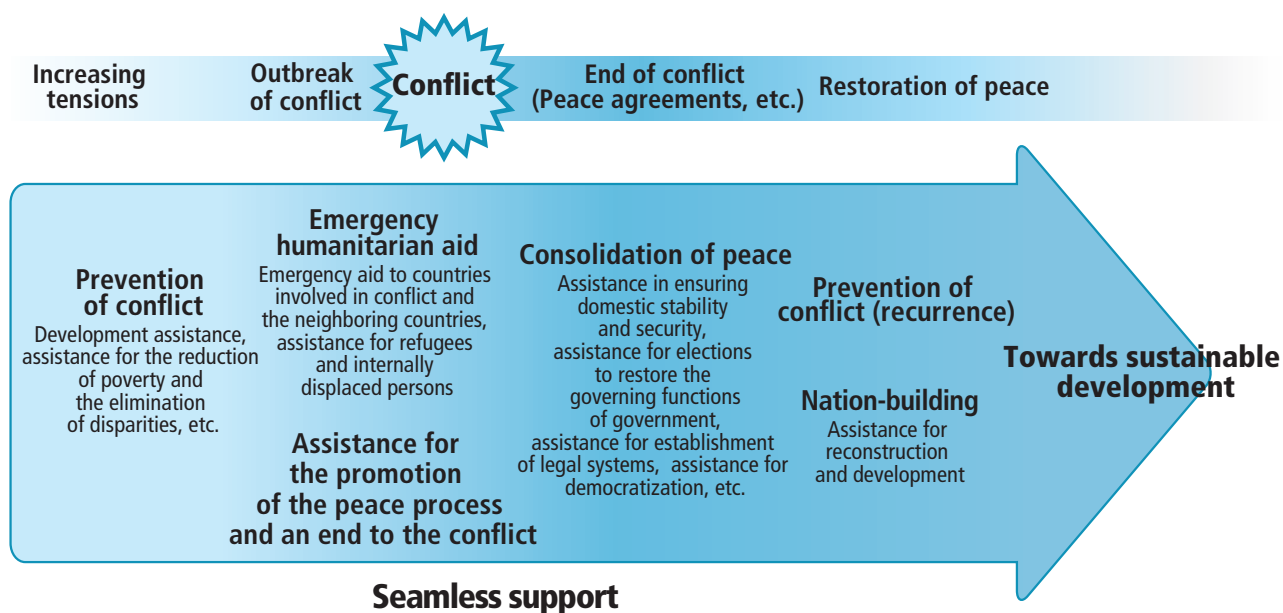 Increasing
tensions
Outbreak
of conflict
Conflict
End of conflict
(Peace agreements, etc.)
Restoration of peace
Prevention
of conflict
Development assistance,
assistance for the reduction
of poverty and
the elimination
of disparities, etc.
Emergency
humanitarian aid
Emergency aid to countries
involved in conflict and
the neighboring countries,
assistance for refugees
and internally
displaced persons
Assistance for
the promotion
of the peace process
and an end to the conflict
Consolidation of peace
Assistance in ensuring
domestic stability
and security,
assistance for elections
to restore the
governing functions
of government,
assistance for establishment
of legal systems, assistance for
democratization, etc.
Prevention of
conflict (recurrence)
Nation-building
Assistance for
reconstruction
and development
Towards sustainable
development
Seamless support